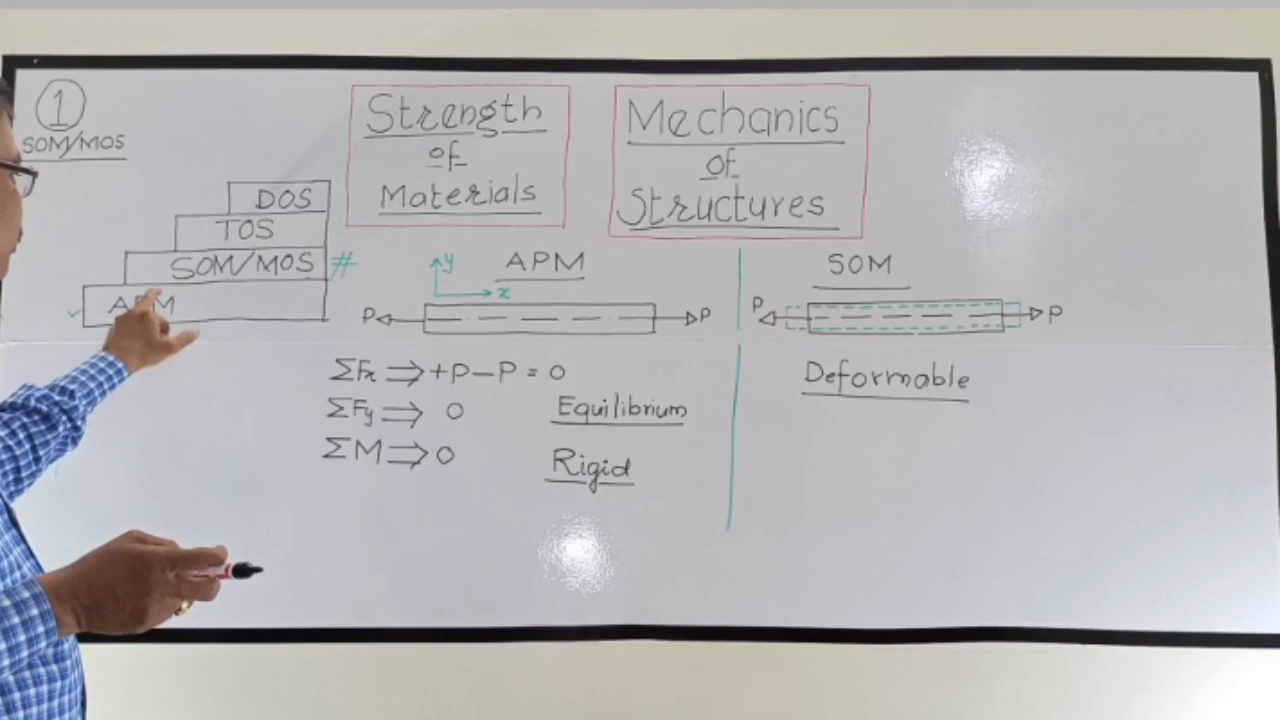 1
SOM/MOS
Strength
of
Materials
Mechanics
of
Structures
DOS
TOS
SOM/MOS #
APM
APM
y
x
P P
ΣFx ⇒ +P-P = 0
ΣFy ⇒ 0
ΣM ⇒ 0
Equilibrium
Rigid
SOM
P P
Deformable